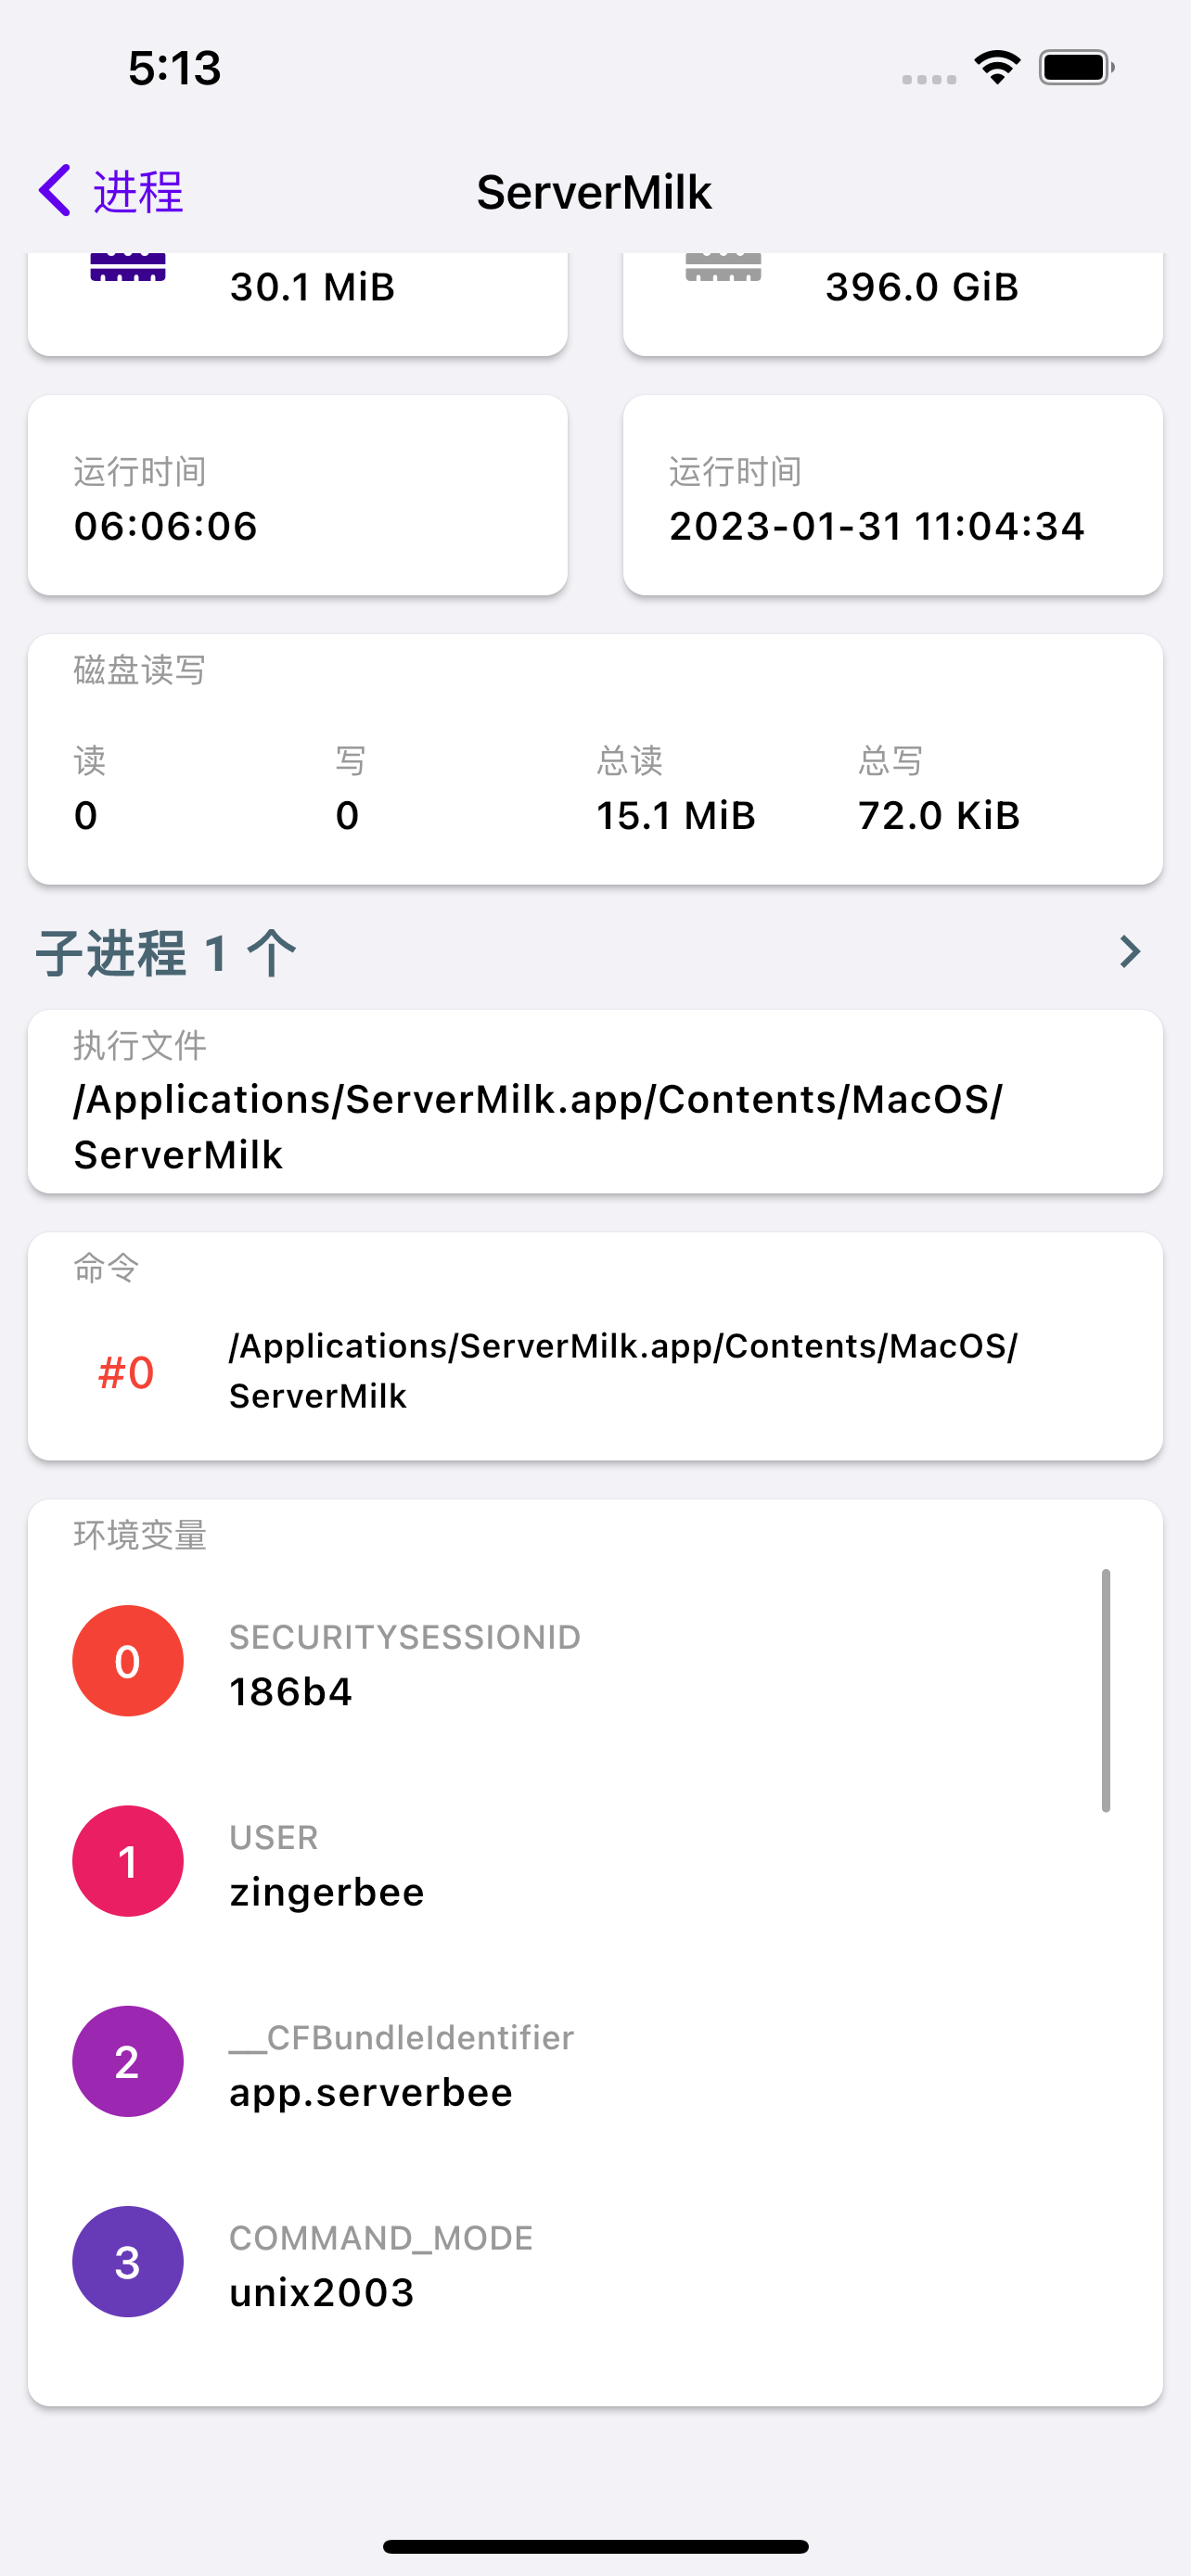 5:13
进程
ServerMilk
30.1 MiB
396.0 GiB
运行时间
06:06:06
运行时间
2023-01-31 11:04:34
磁盘读写
读
写
总读
总写
0
0
15.1 MiB
72.0 KiB
子进程 1 个
执行文件
/Applications/ServerMilk.app/Contents/MacOS/
ServerMilk
命令
#0
/Applications/ServerMilk.app/Contents/MacOS/
ServerMilk
环境变量
0
SECURITYSESSIONID
186b4
1
USER
zingerbee
2
__CFBundleIdentifier
app.serverbee
3
COMMAND_MODE
unix2003